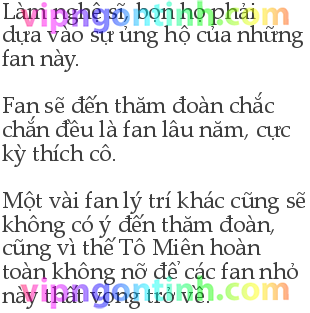 Làm nghệ sĩ, bọn họ phải
vipngontinh.com
dựa vào sự ủng hộ của những
fan này.
Fan sẽ đến thăm đoàn chắc
chắn đều là fan lâu năm, cực
kỳ thích cô.
Một vài fan lý trí khác cũng sẽ
không có ý đến thăm đoàn,
cũng vì thế Tô Miên hoàn
toàn không nỡ để các fan nhỏ
này thất vọng trở về.
vipngontinh.com